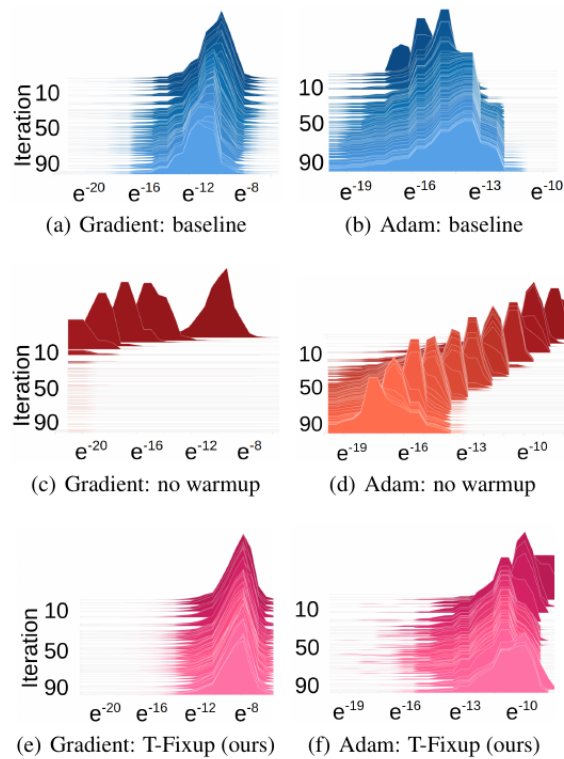 Iteration
10
50
90
e-20 e-16 e-12 e-8
e-19 e-16 e-13 e-10
(a) Gradient: baseline
(b) Adam: baseline
Iteration
10
50
90
10
50
90
e-20 e-16 e-12 e-8
e-19 e-16 e-13 e-10
(c) Gradient: no warmup
(d) Adam: no warmup
Iteration
10
50
90
10
50
90
e-20 e-16 e-12 e-8
e-19 e-16 e-13 e-10
(e) Gradient: T-Fixup (ours)
(f) Adam: T-Fixup (ours)